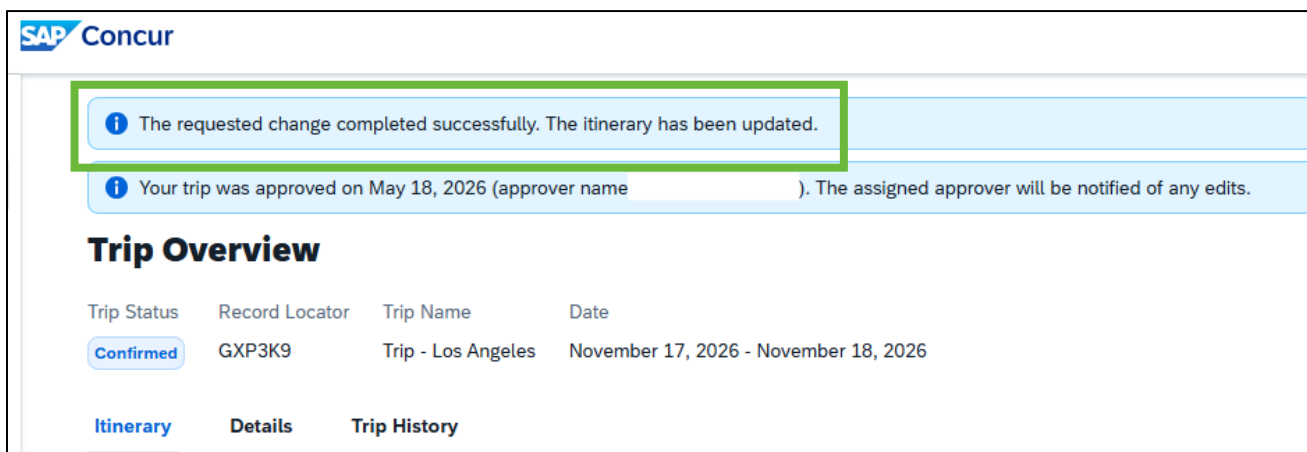 SAP Concur
The requested change completed successfully. The itinerary has been updated.
Your trip was approved on May 18, 2026 (approver name ). The assigned approver will be notified of any edits.
Trip Overview
Trip Status Record Locator Trip Name Date
Confirmed GXP3K9 Trip - Los Angeles November 17, 2026 - November 18, 2026
Itinerary Details Trip History